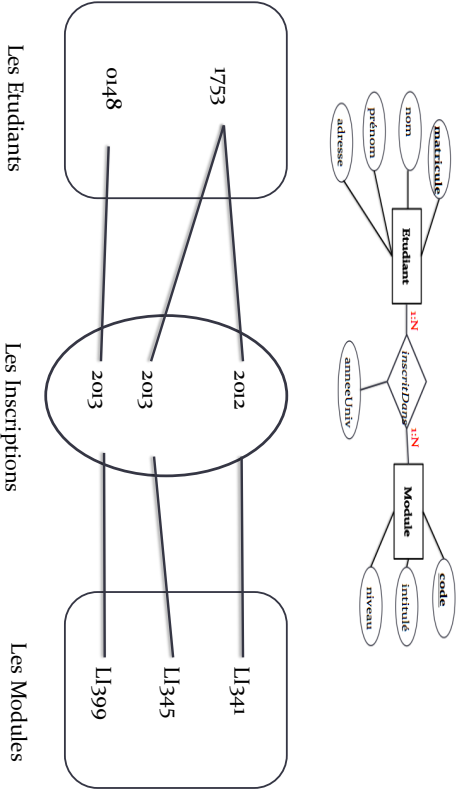 matricule
nom
prénom
adresse
Etudiant
1:N
inscritDans
anneeUniv
1:N
Module
code
intitulé
niveau
1753
0148
2012
2013
2013
LI341
LI345
LI399
Les Etudiants
Les Inscriptions
Les Modules